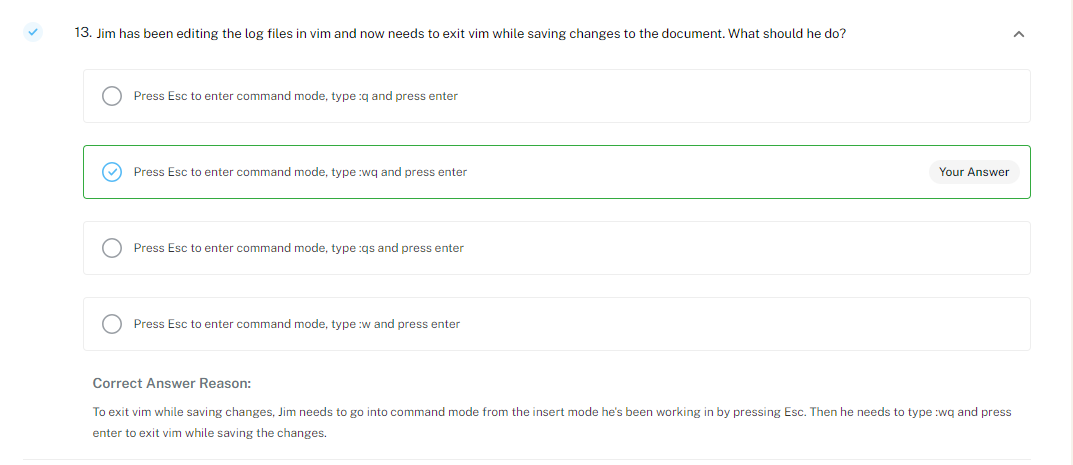 13. Jim has been editing the log files in vim and now needs to exit vim while saving changes to the document. What should he do?
Press Esc to enter command mode, type :q and press enter
Press Esc to enter command mode, type :wq and press enter
Your Answer
Press Esc to enter command mode, type :qs and press enter
Press Esc to enter command mode, type :w and press enter
Correct Answer Reason:
To exit vim while saving changes, Jim needs to go into command mode from the insert mode he's been working in by pressing Esc. Then he needs to type :wq and press
enter to exit vim while saving the changes.